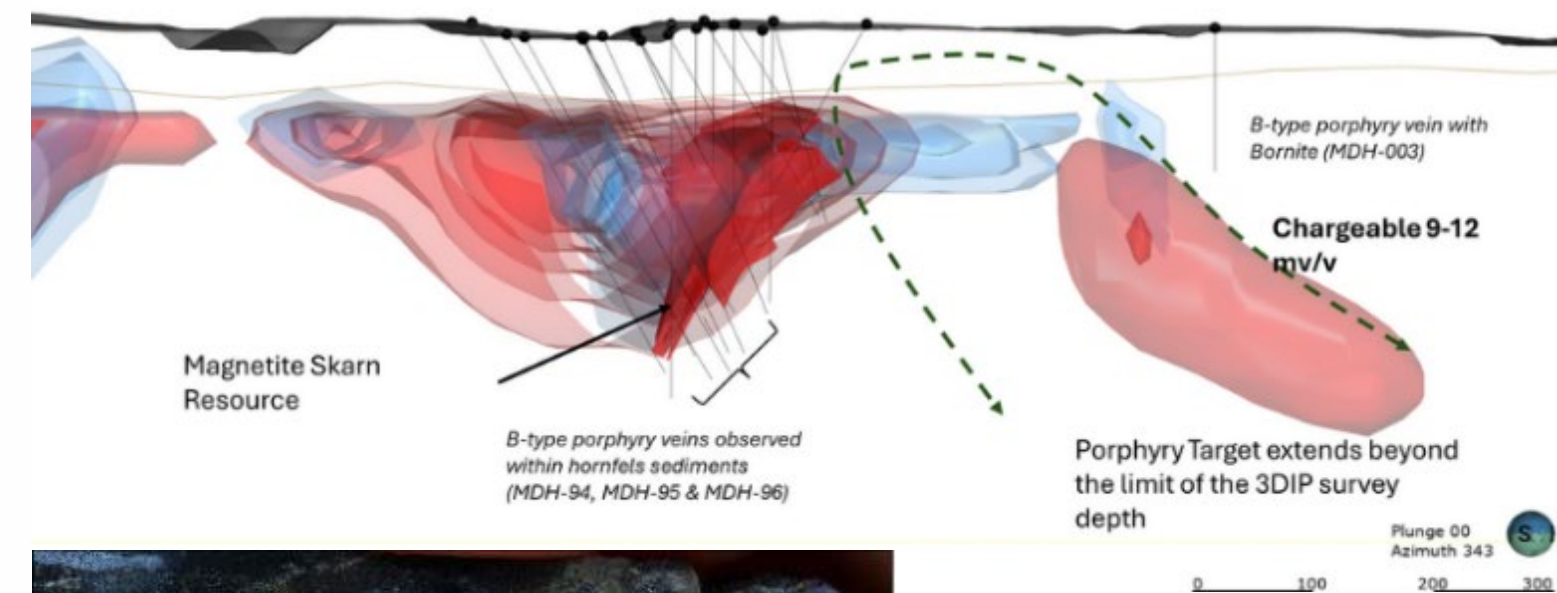 B-type porphyry vein with
Bornite (MDH-003)
Chargeable 9-12
mv/v
Magnetite Skarn
Resource
B-type porphyry veins observed
within hornfels sediments
(MDH-94, MDH-95 & MDH-96)
Porphyry Target extends beyond
the limit of the 3DIP survey
depth
Plunge 00
Azimuth 343
S
0 100 200 300